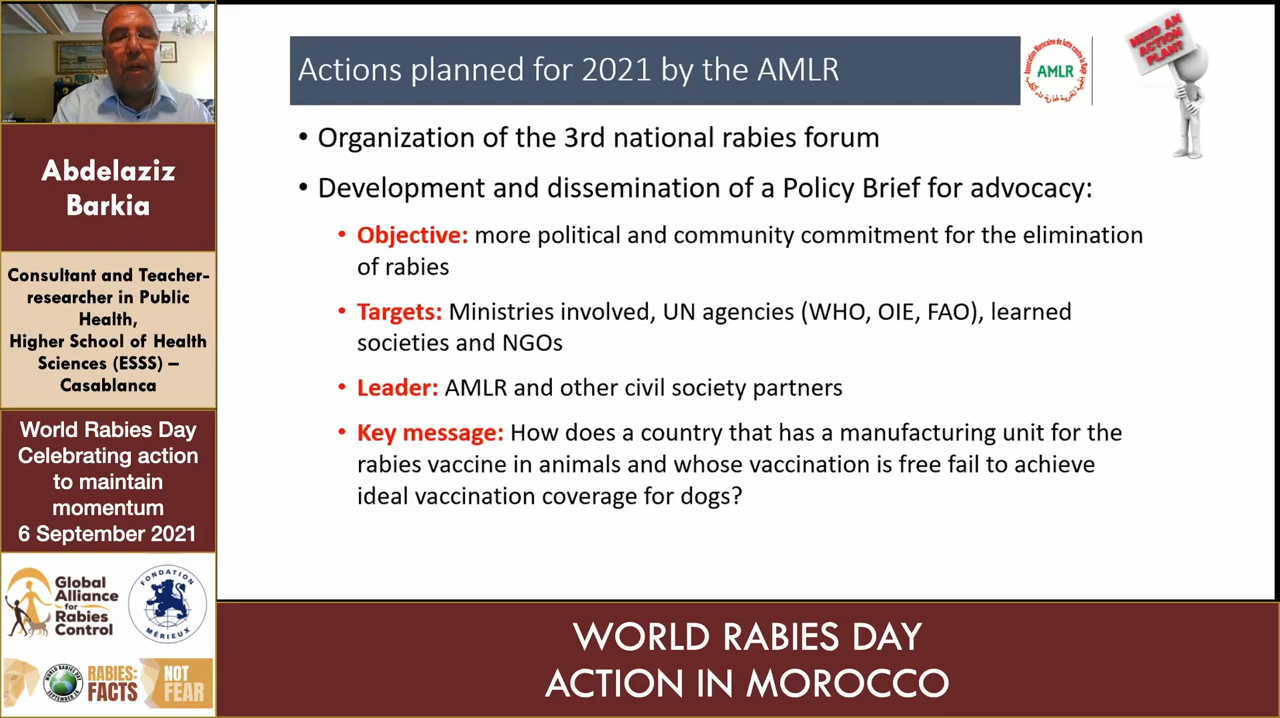 Abdelaziz
Barkia
Consultant and Teacher-
researcher in Public
Health,
Higher School of Health
Sciences (ESSS) –
Casablanca
World Rabies Day
Celebrating action
to maintain
momentum
6 September 2021
Global
Alliance
for
Rabies
Control
FONDATION
MÉRIEUX
WORLD RABIES DAY
SEPTEMBER 28
RABIES:
FACTS
NOT
FEAR
Actions planned for 2021 by the AMLR
AMLR
NEED AN
ACTION
PLAN?
• Organization of the 3rd national rabies forum
• Development and dissemination of a Policy Brief for advocacy:
• Objective: more political and community commitment for the elimination
of rabies
• Targets: Ministries involved, UN agencies (WHO, OIE, FAO), learned
societies and NGOs
• Leader: AMLR and other civil society partners
• Key message: How does a country that has a manufacturing unit for the
rabies vaccine in animals and whose vaccination is free fail to achieve
ideal vaccination coverage for dogs?
WORLD RABIES DAY
ACTION IN MOROCCO